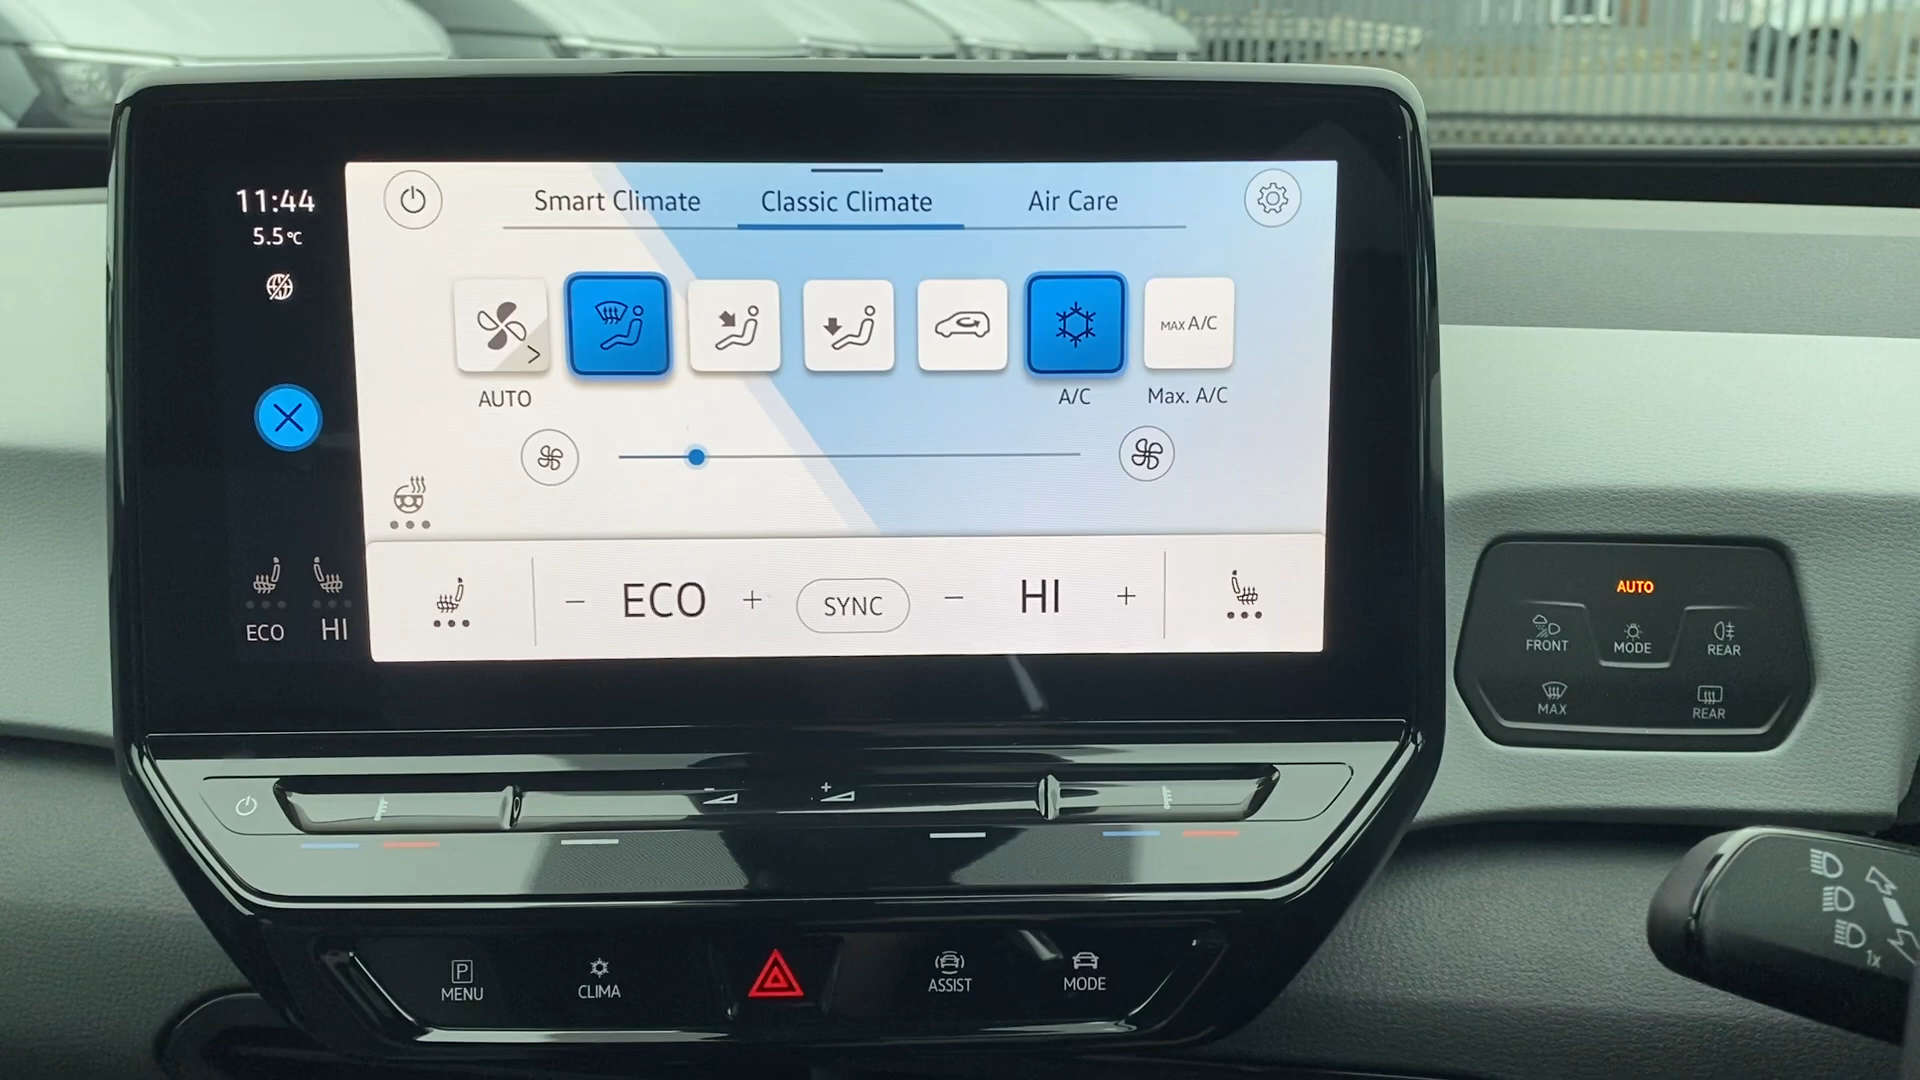 11:44
5.5°C
Smart Climate
Classic Climate
Air Care
MAX A/C
AUTO
A/C
Max. A/C
ECO
HI
− ECO +
SYNC
− HI +
AUTO
FRONT
MODE
REAR
MAX
REAR
- +
P
MENU
CLIMA
ASSIST
MODE
1x